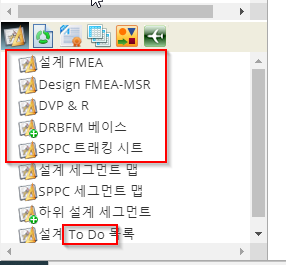 설계 FMEA
Design FMEA-MSR
DVP & R
DRBFM 베이스
SPPC 트래킹 시트
설계 세그먼트 맵
SPPC 세그먼트 맵
하위 설계 세그먼트
설계 To Do 목록